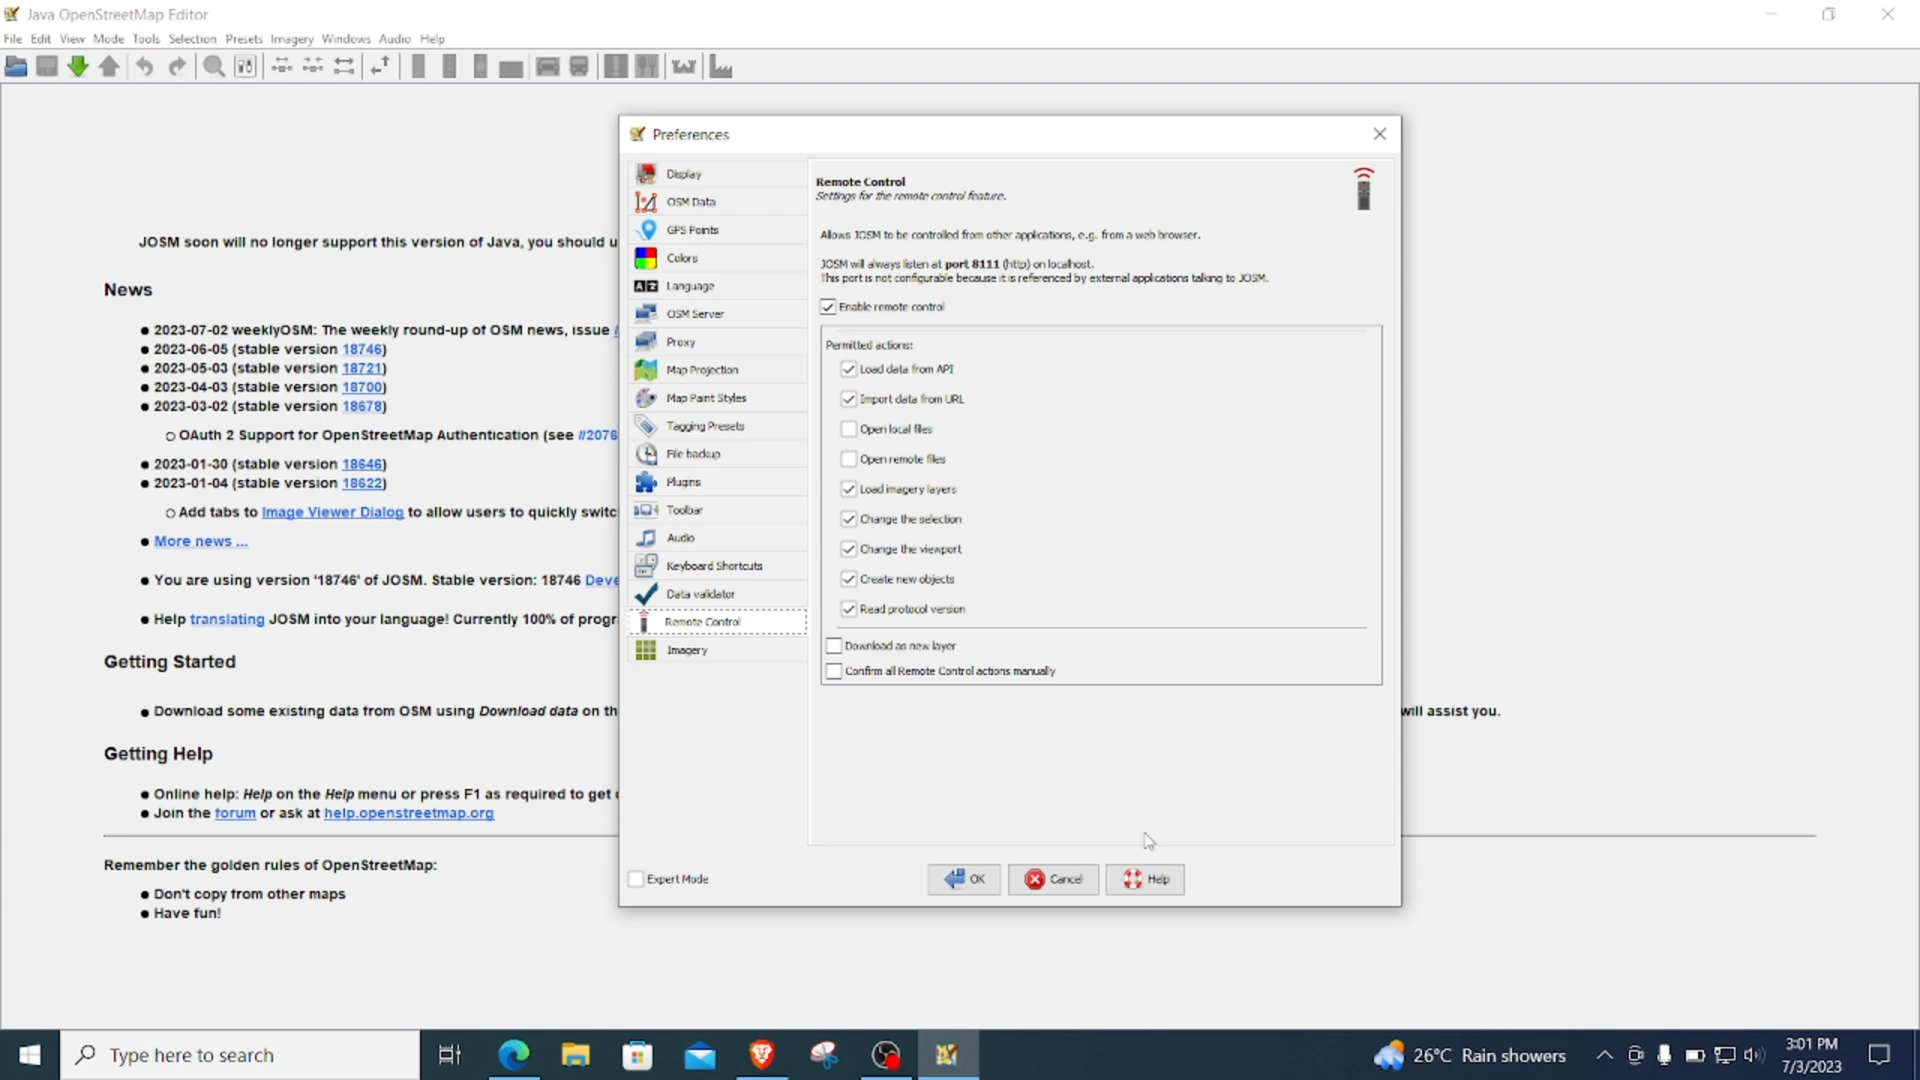 Java OpenStreetMap Editor
File Edit View Mode Tools Selection Presets Imagery Windows Audio Help
JOSM soon will no longer support this version of Java, you should u
News
2023-07-02 weeklyOSM: The weekly round-up of OSM news, issue
2023-06-05 (stable version 18746)
2023-05-03 (stable version 18721)
2023-04-03 (stable version 18700)
2023-03-02 (stable version 18678)
OAuth 2 Support for OpenStreetMap Authentication (see #2076
2023-01-30 (stable version 18646)
2023-01-04 (stable version 18622)
Add tabs to Image Viewer Dialog to allow users to quickly switc
More news ...
You are using version '18746' of JOSM. Stable version: 18746 Deve
Help translating JOSM into your language! Currently 100% of progr
Getting Started
Download some existing data from OSM using Download data on th
will assist you.
Getting Help
Online help: Help on the Help menu or press F1 as required to get
Join the forum or ask at help.openstreetmap.org
Remember the golden rules of OpenStreetMap:
Don't copy from other maps
Have fun!
Preferences
Display
OSM Data
GPS Points
Colors
Language
OSM Server
Proxy
Map Projection
Map Paint Styles
Tagging Presets
File backup
Plugins
Toolbar
Audio
Keyboard Shortcuts
Data validator
Remote Control
Imagery
Remote Control
Settings for the remote control feature.
Allows JOSM to be controlled from other applications, e.g. from a web browser.
JOSM will always listen at port 8111 (http) on localhost.
This port is not configurable because it is referenced by external applications talking to JOSM.
Enable remote control
Permitted actions:
Load data from API
Import data from URL
Open local files
Open remote files
Load imagery layers
Change the selection
Change the viewport
Create new objects
Read protocol version
Download as new layer
Confirm all Remote Control actions manually
Expert Mode
OK Cancel Help
Type here to search
26°C Rain showers
3:01 PM
7/3/2023